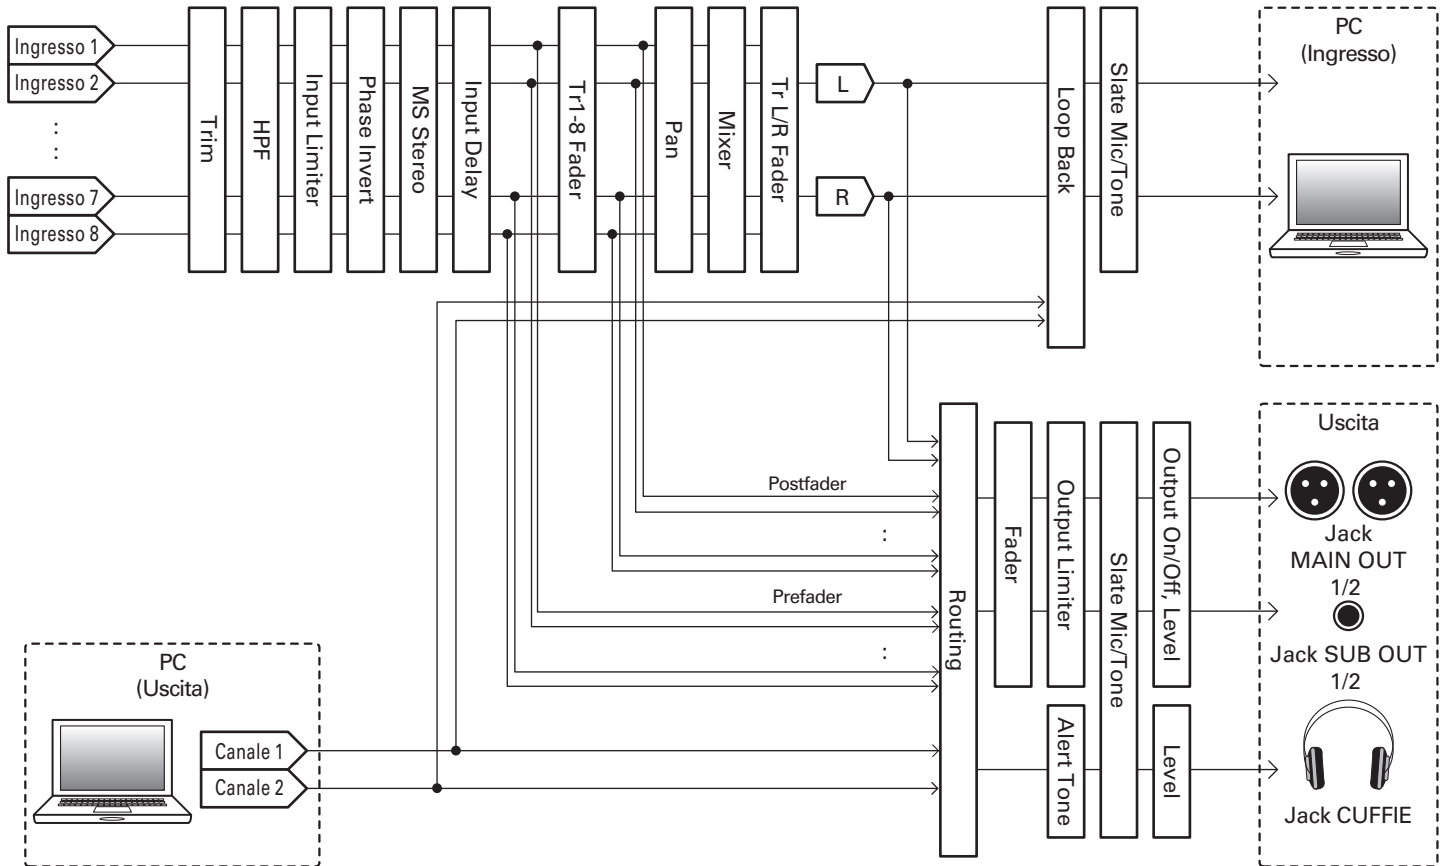 Ingresso 1
Ingresso 2
:
:
Ingresso 7
Ingresso 8
Trim
HPF
Input Limiter
Phase Invert
MS Stereo
Input Delay
Tr1-8 Fader
Pan
Mixer
Tr L/R Fader
L
R
Loop Back
Slate Mic/Tone
PC
(Ingresso)
Postfader
:
Prefader
:
Routing
Fader
Output Limiter
Alert Tone
Slate Mic/Tone
Output On/Off, Level
Level
Uscita
Jack
MAIN OUT
1/2
Jack SUB OUT
1/2
Jack CUFFIE
PC
(Uscita)
Canale 1
Canale 2